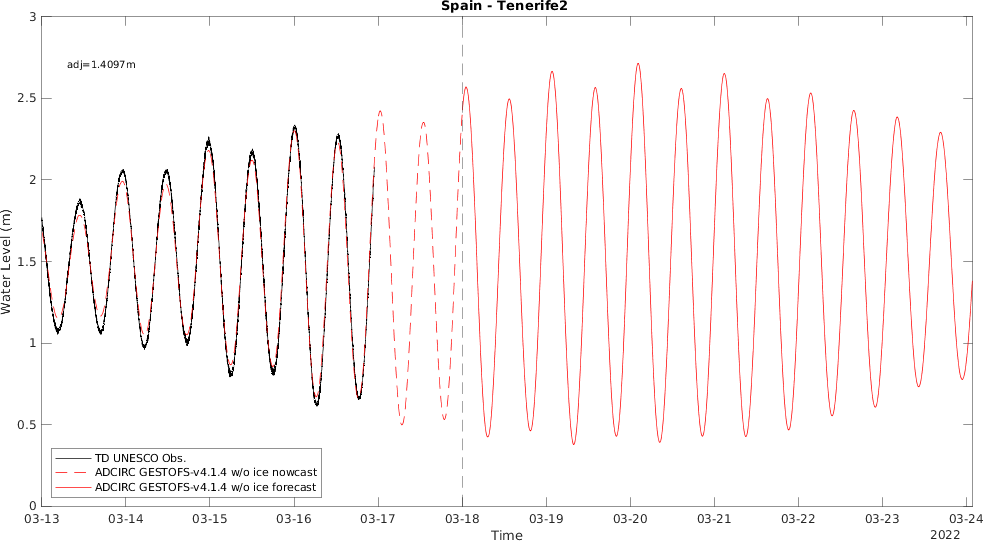 Spain - Tenerife2
adj=1.4097m
3
2.5
2
1.5
1
0.5
0
Water Level (m)
TD UNESCO Obs.
ADCIRC GESTOFS-v4.1.4 w/o ice nowcast
ADCIRC GESTOFS-v4.1.4 w/o ice forecast
03-13 03-14 03-15 03-16 03-17 03-18 03-19 03-20 03-21 03-22 03-23 03-24
Time
2022